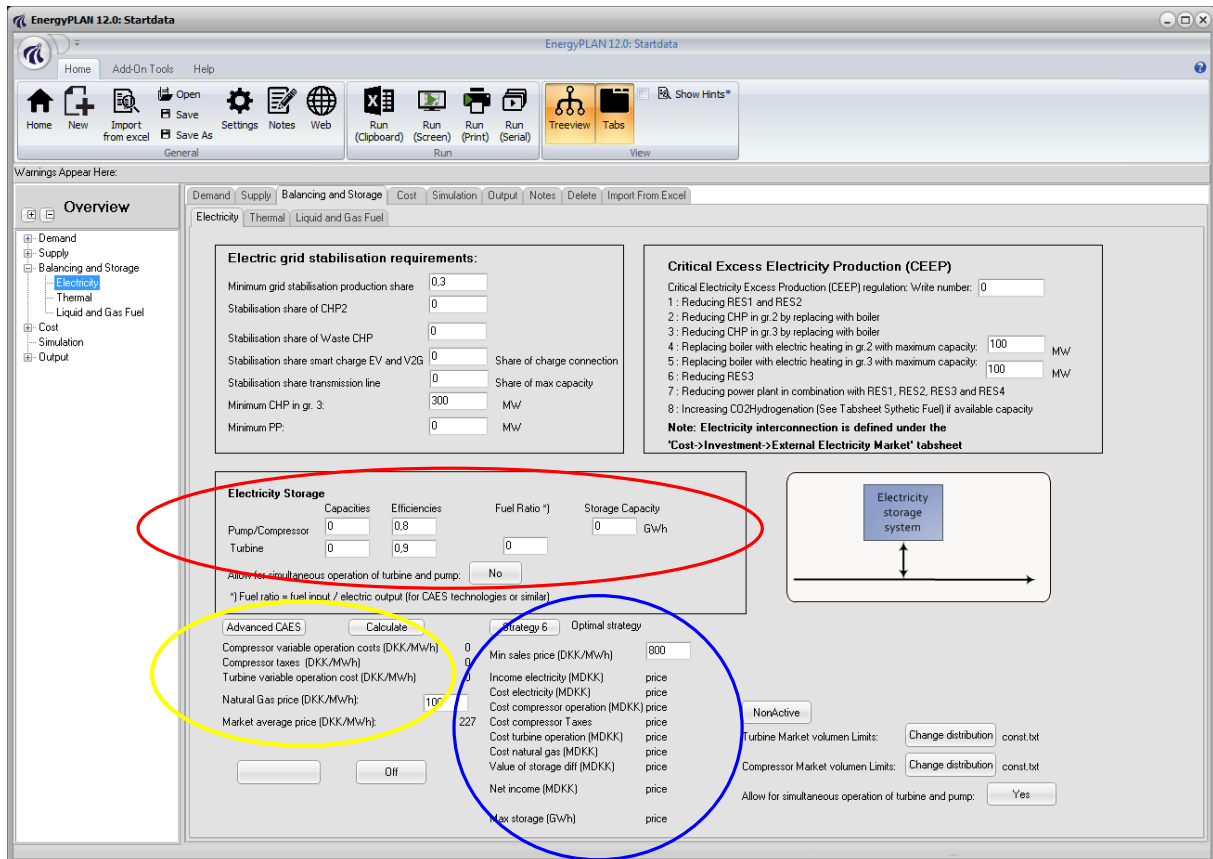 EnergyPLAN 12.0: Startdata
EnergyPLAN 12.0: Startdata
Home Add-On Tools Help
Home
New
Import from excel
Open
Save
Save As
Settings
Notes
Web
General
Run (Clipboard)
Run (Screen)
Run (Print)
Run (Serial)
Run
Treeview
Tabs
Show Hints*
View
Warnings Appear Here:
Overview
Demand
Supply
Balancing and Storage
Electricity
Thermal
Liquid and Gas Fuel
Cost
Simulation
Output
Demand Supply Balancing and Storage Cost Simulation Output Notes Delete Import From Excel
Electricity Thermal Liquid and Gas Fuel
Electric grid stabilisation requirements:
Minimum grid stabilisation production share 0,3
Stabilisation share of CHP2 0
Stabilisation share of Waste CHP 0
Stabilisation share smart charge EV and V2G 0 Share of charge connection
Stabilisation share transmission line 0 Share of max capacity
Minimum CHP in gr. 3: 300 MW
Minimum PP: 0 MW
Critical Excess Electricity Production (CEEP)
Critical Electricity Excess Production (CEEP) regulation: Write number: 0
1 : Reducing RES1 and RES2
2 : Reducing CHP in gr.2 by replacing with boiler
3 : Reducing CHP in gr.3 by replacing with boiler
4 : Replacing boiler with electric heating in gr.2 with maximum capacity: 100 MW
5 : Replacing boiler with electric heating in gr.3 with maximum capacity: 100 MW
6 : Reducing RES3
7 : Reducing power plant in combination with RES1, RES2, RES3 and RES4
8 : Increasing CO2Hydrogenation (See Tabsheet Sythetic Fuel) if available capacity
Note: Electricity interconnection is defined under the
'Cost->Investment->External Electricity Market' tabsheet
Electricity Storage
Capacities Efficiencies Fuel Ratio *) Storage Capacity
Pump/Compressor 0 0,8 0 GWh
Turbine 0 0,9 0
Allow for simultaneous operation of turbine and pump: No
*) Fuel ratio = fuel input / electric output (for CAES technologies or similar)
Electricity
storage
system
Advanced CAES Calculate
Compressor variable operation costs (DKK/MWh) 0
Compressor taxes (DKK/MWh) 0
Turbine variable operation cost (DKK/MWh) 0
Natural Gas price (DKK/MWh): 100
Market average price (DKK/MWh): 227
Off
Strategy 6 Optimal strategy
Min sales price (DKK/MWh) 800
Income electricity (MDKK) price
Cost electricity (MDKK) price
Cost compressor operation (MDKK) price
Cost compressor Taxes price
Cost turbine operation (MDKK) price
Cost natural gas (MDKK) price
Value of storage diff (MDKK) price
Net income (MDKK) price
Max storage (GWh) price
NonActive
Turbine Market volumen Limits: Change distribution const.txt
Compressor Market volumen Limits: Change distribution const.txt
Allow for simultaneous operation of turbine and pump: Yes